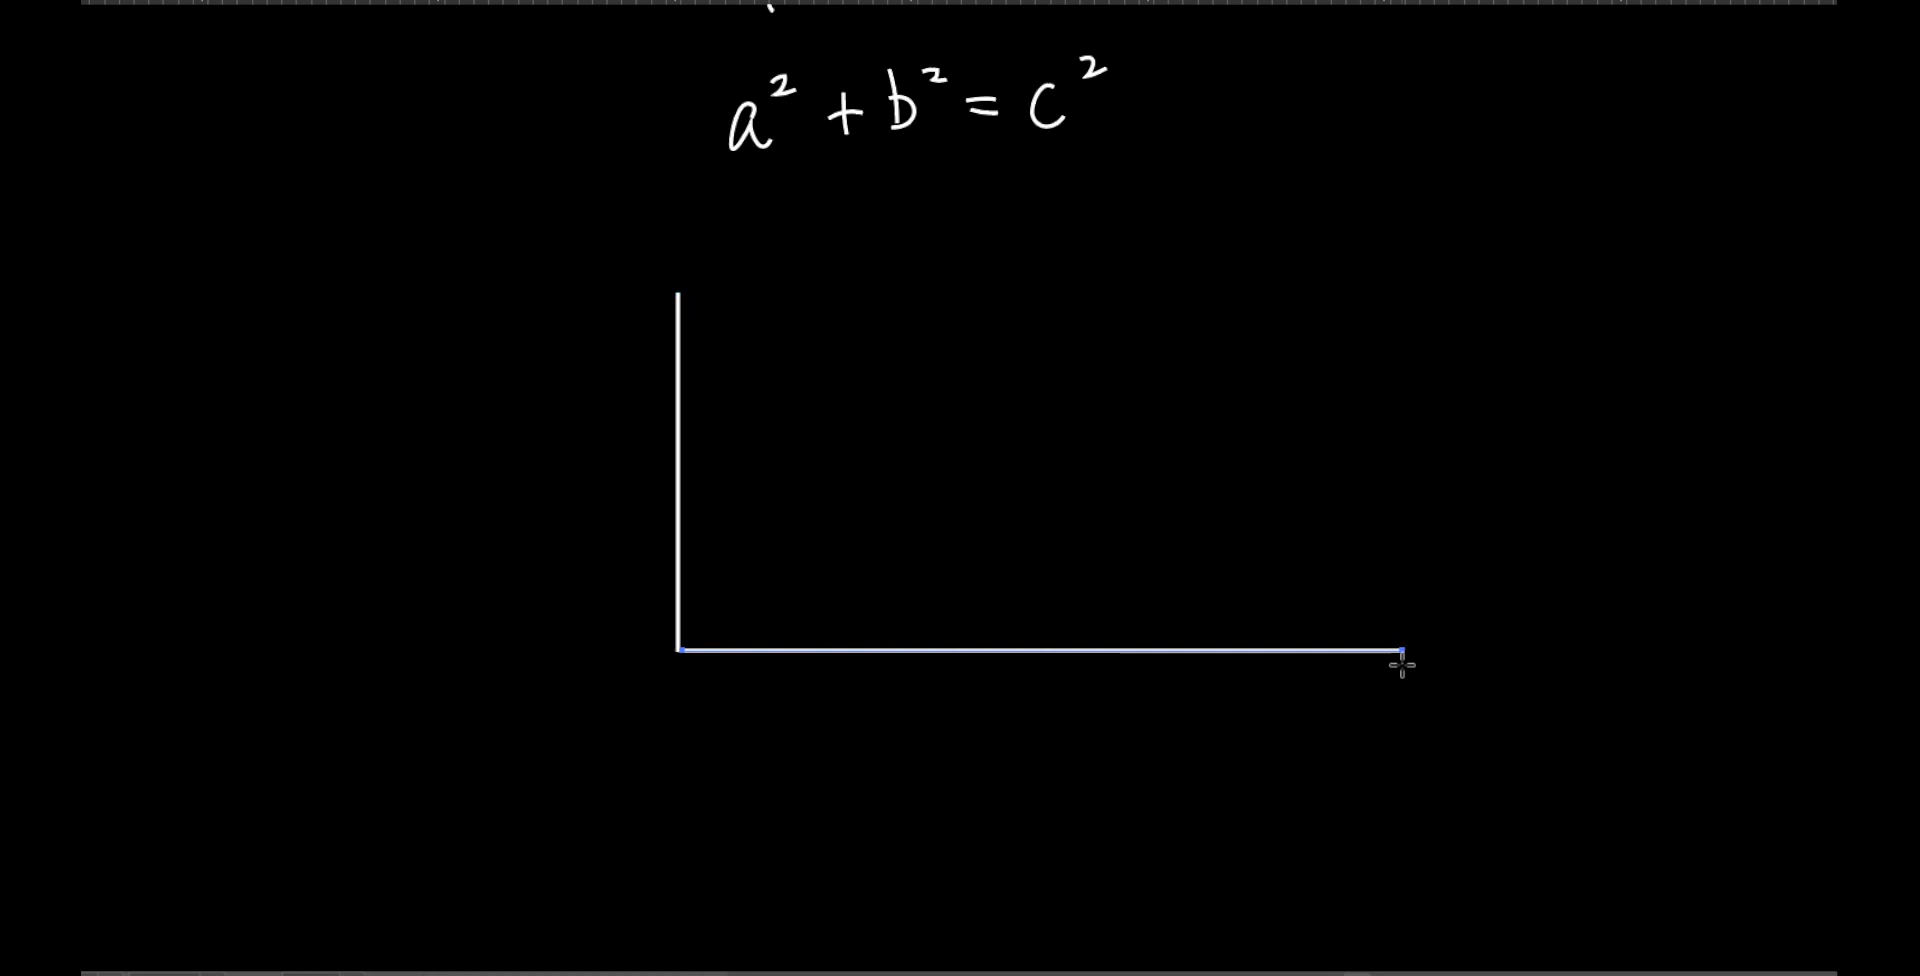 a² + b² = c²